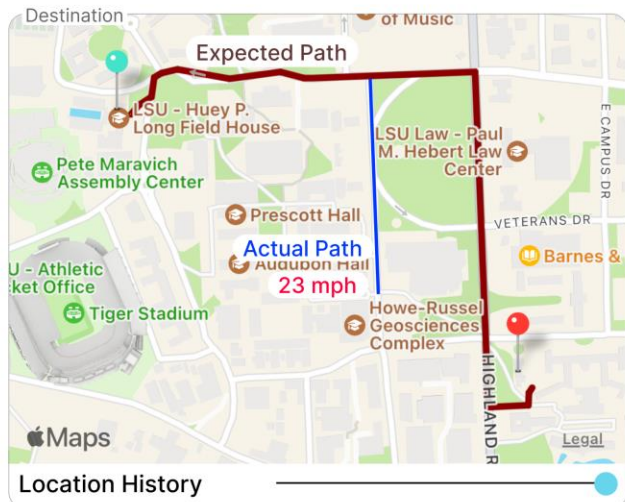 Destination
of Music
Expected Path
LSU - Huey P.
Long Field House
LSU Law - Paul
M. Hebert Law
Center
E CAMPUS DR
Pete Maravich
Assembly Center
Prescott Hall
VETERANS DR
Actual Path
Audubon Hall
23 mph
Barnes &
U - Athletic
ket Office
Tiger Stadium
Howe-Russel
Geosciences
Complex
HIGHLAND R
Maps
Legal
Location History